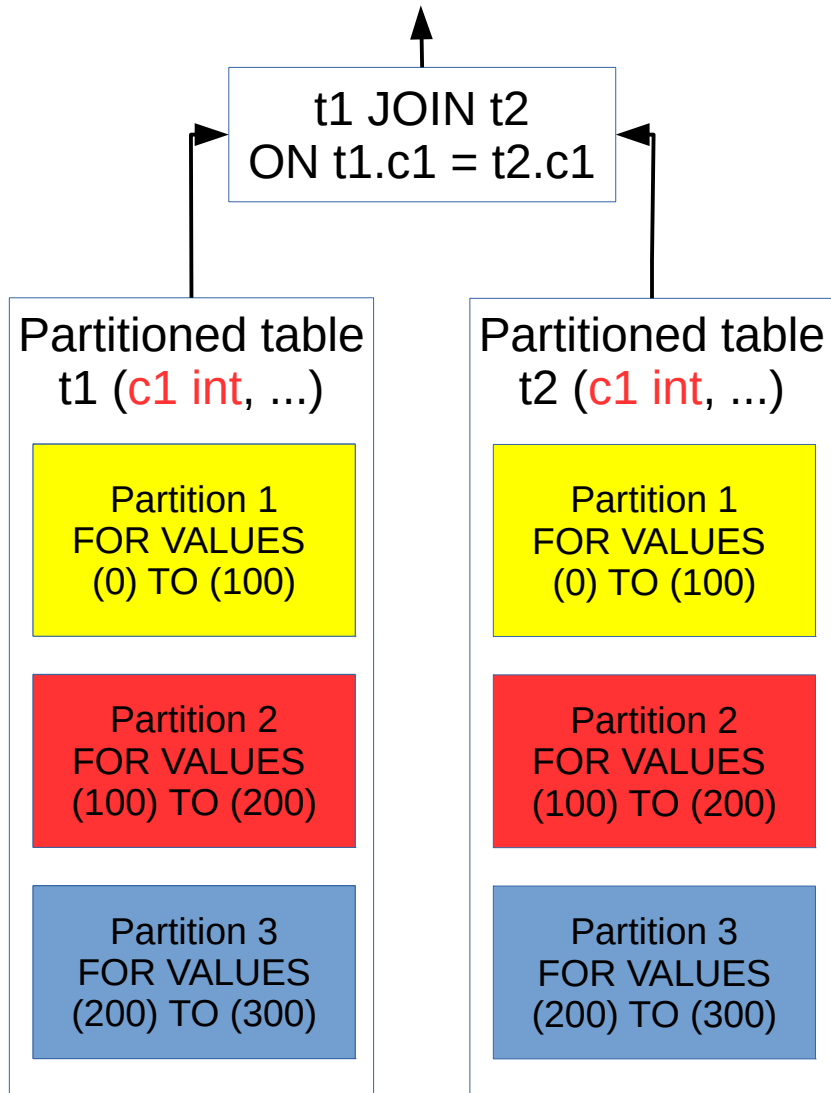 t1 JOIN t2
ON t1.c1 = t2.c1
Partitioned table
t1 (c1 int, ...)
Partition 1
FOR VALUES
(0) TO (100)
Partition 2
FOR VALUES
(100) TO (200)
Partition 3
FOR VALUES
(200) TO (300)
Partitioned table
t2 (c1 int, ...)
Partition 1
FOR VALUES
(0) TO (100)
Partition 2
FOR VALUES
(100) TO (200)
Partition 3
FOR VALUES
(200) TO (300)